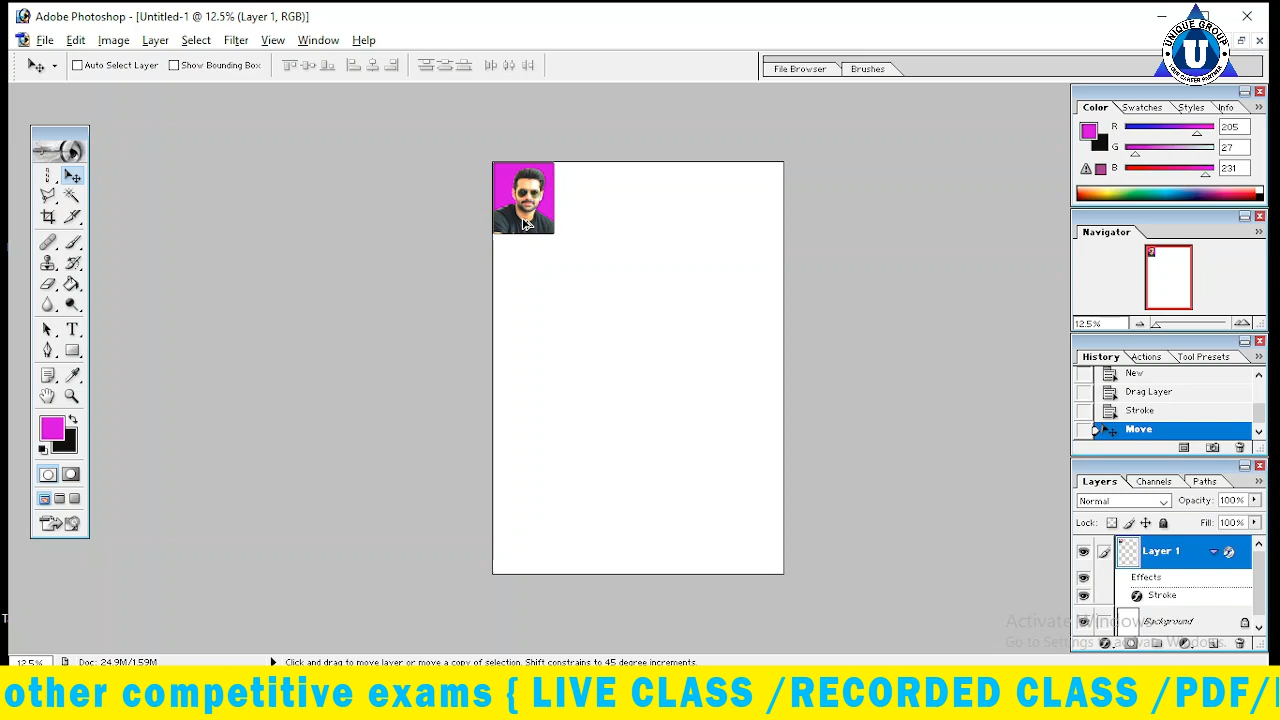 Adobe Photoshop - [Untitled-1 @ 12.5% (Layer 1, RGB)]
File Edit Image Layer Select Filter View Window Help
Auto Select Layer Show Bounding Box
File Browser Brushes
UNIQUE GROUP
U
YOUR CAREER PARTNER
Color Swatches Styles Info
R 205
G 27
B 231
Navigator
12.5%
History Actions Tool Presets
New
Drag Layer
Stroke
Move
Layers Channels Paths
Normal Opacity: 100%
Lock: Fill: 100%
Layer 1
Effects
Stroke
Background
T
Activate Windows
Go to Settings to activate Windows.
12.5% Doc: 24.9M/1.59M Click and drag to move layer or move a copy of selection. Shift constrains to 45 degree increments.
other competitive exams { LIVE CLASS /RECORDED CLASS /PDF/